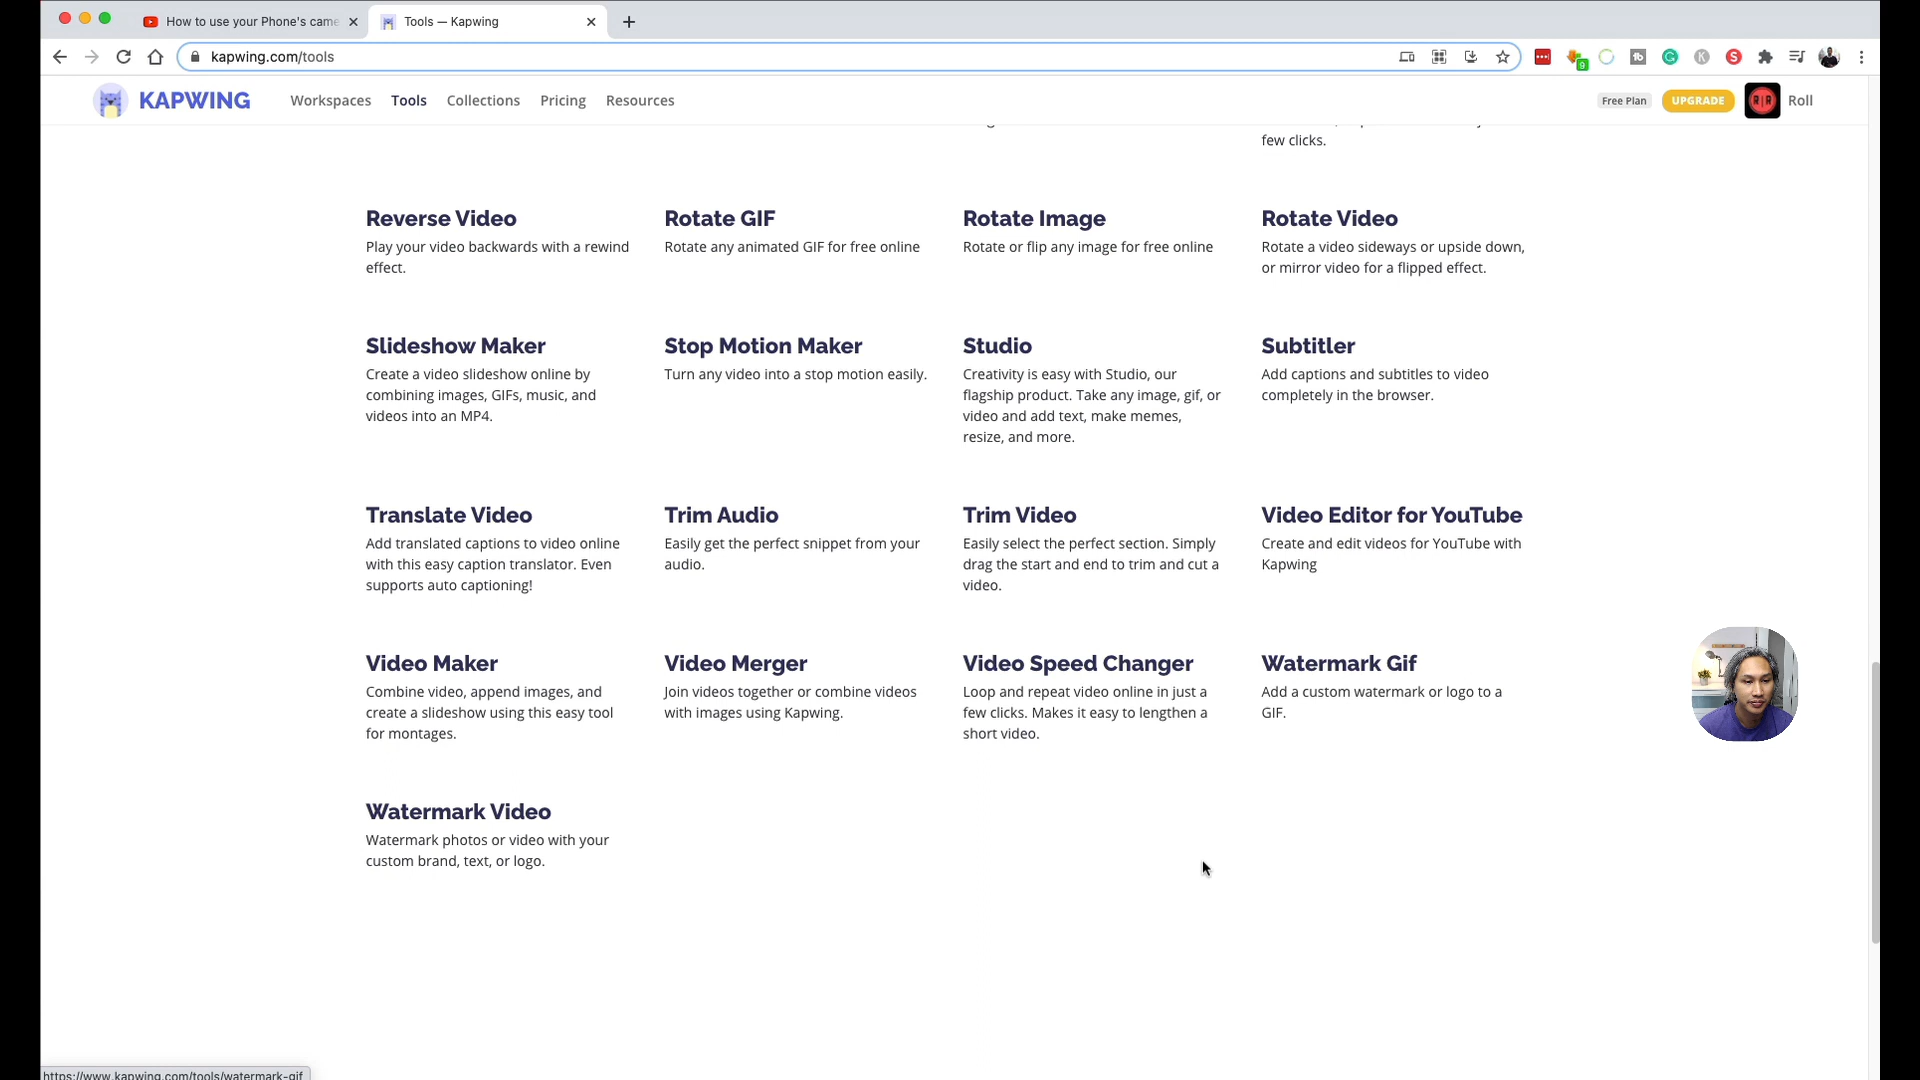 How to use your Phone's came
Tools — Kapwing
kapwing.com/tools
9
KAPWING
Workspaces
Tools
Collections
Pricing
Resources
Free Plan
UPGRADE
Roll
few clicks.
Reverse Video
Play your video backwards with a rewind
effect.
Rotate GIF
Rotate any animated GIF for free online
Rotate Image
Rotate or flip any image for free online
Rotate Video
Rotate a video sideways or upside down,
or mirror video for a flipped effect.
Slideshow Maker
Create a video slideshow online by
combining images, GIFs, music, and
videos into an MP4.
Stop Motion Maker
Turn any video into a stop motion easily.
Studio
Creativity is easy with Studio, our
flagship product. Take any image, gif, or
video and add text, make memes,
resize, and more.
Subtitler
Add captions and subtitles to video
completely in the browser.
Translate Video
Add translated captions to video online
with this easy caption translator. Even
supports auto captioning!
Trim Audio
Easily get the perfect snippet from your
audio.
Trim Video
Easily select the perfect section. Simply
drag the start and end to trim and cut a
video.
Video Editor for YouTube
Create and edit videos for YouTube with
Kapwing
Video Maker
Combine video, append images, and
create a slideshow using this easy tool
for montages.
Video Merger
Join videos together or combine videos
with images using Kapwing.
Video Speed Changer
Loop and repeat video online in just a
few clicks. Makes it easy to lengthen a
short video.
Watermark Gif
Add a custom watermark or logo to a
GIF.
Watermark Video
Watermark photos or video with your
custom brand, text, or logo.
https://www.kapwing.com/tools/watermark-gif